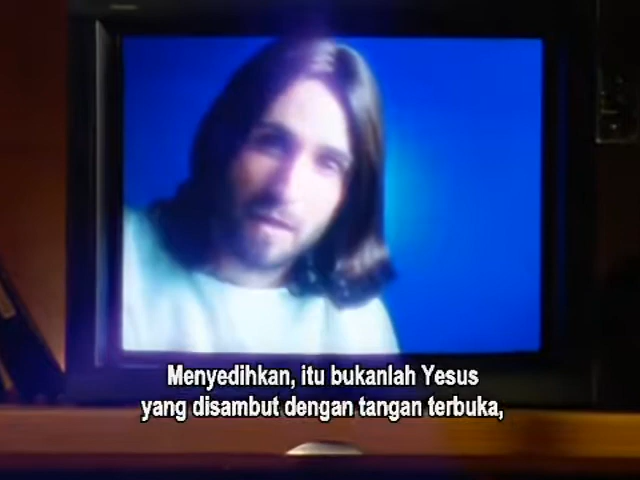 Menyedihkan, itu bukanlah Yesus
yang disambut dengan tangan terbuka,